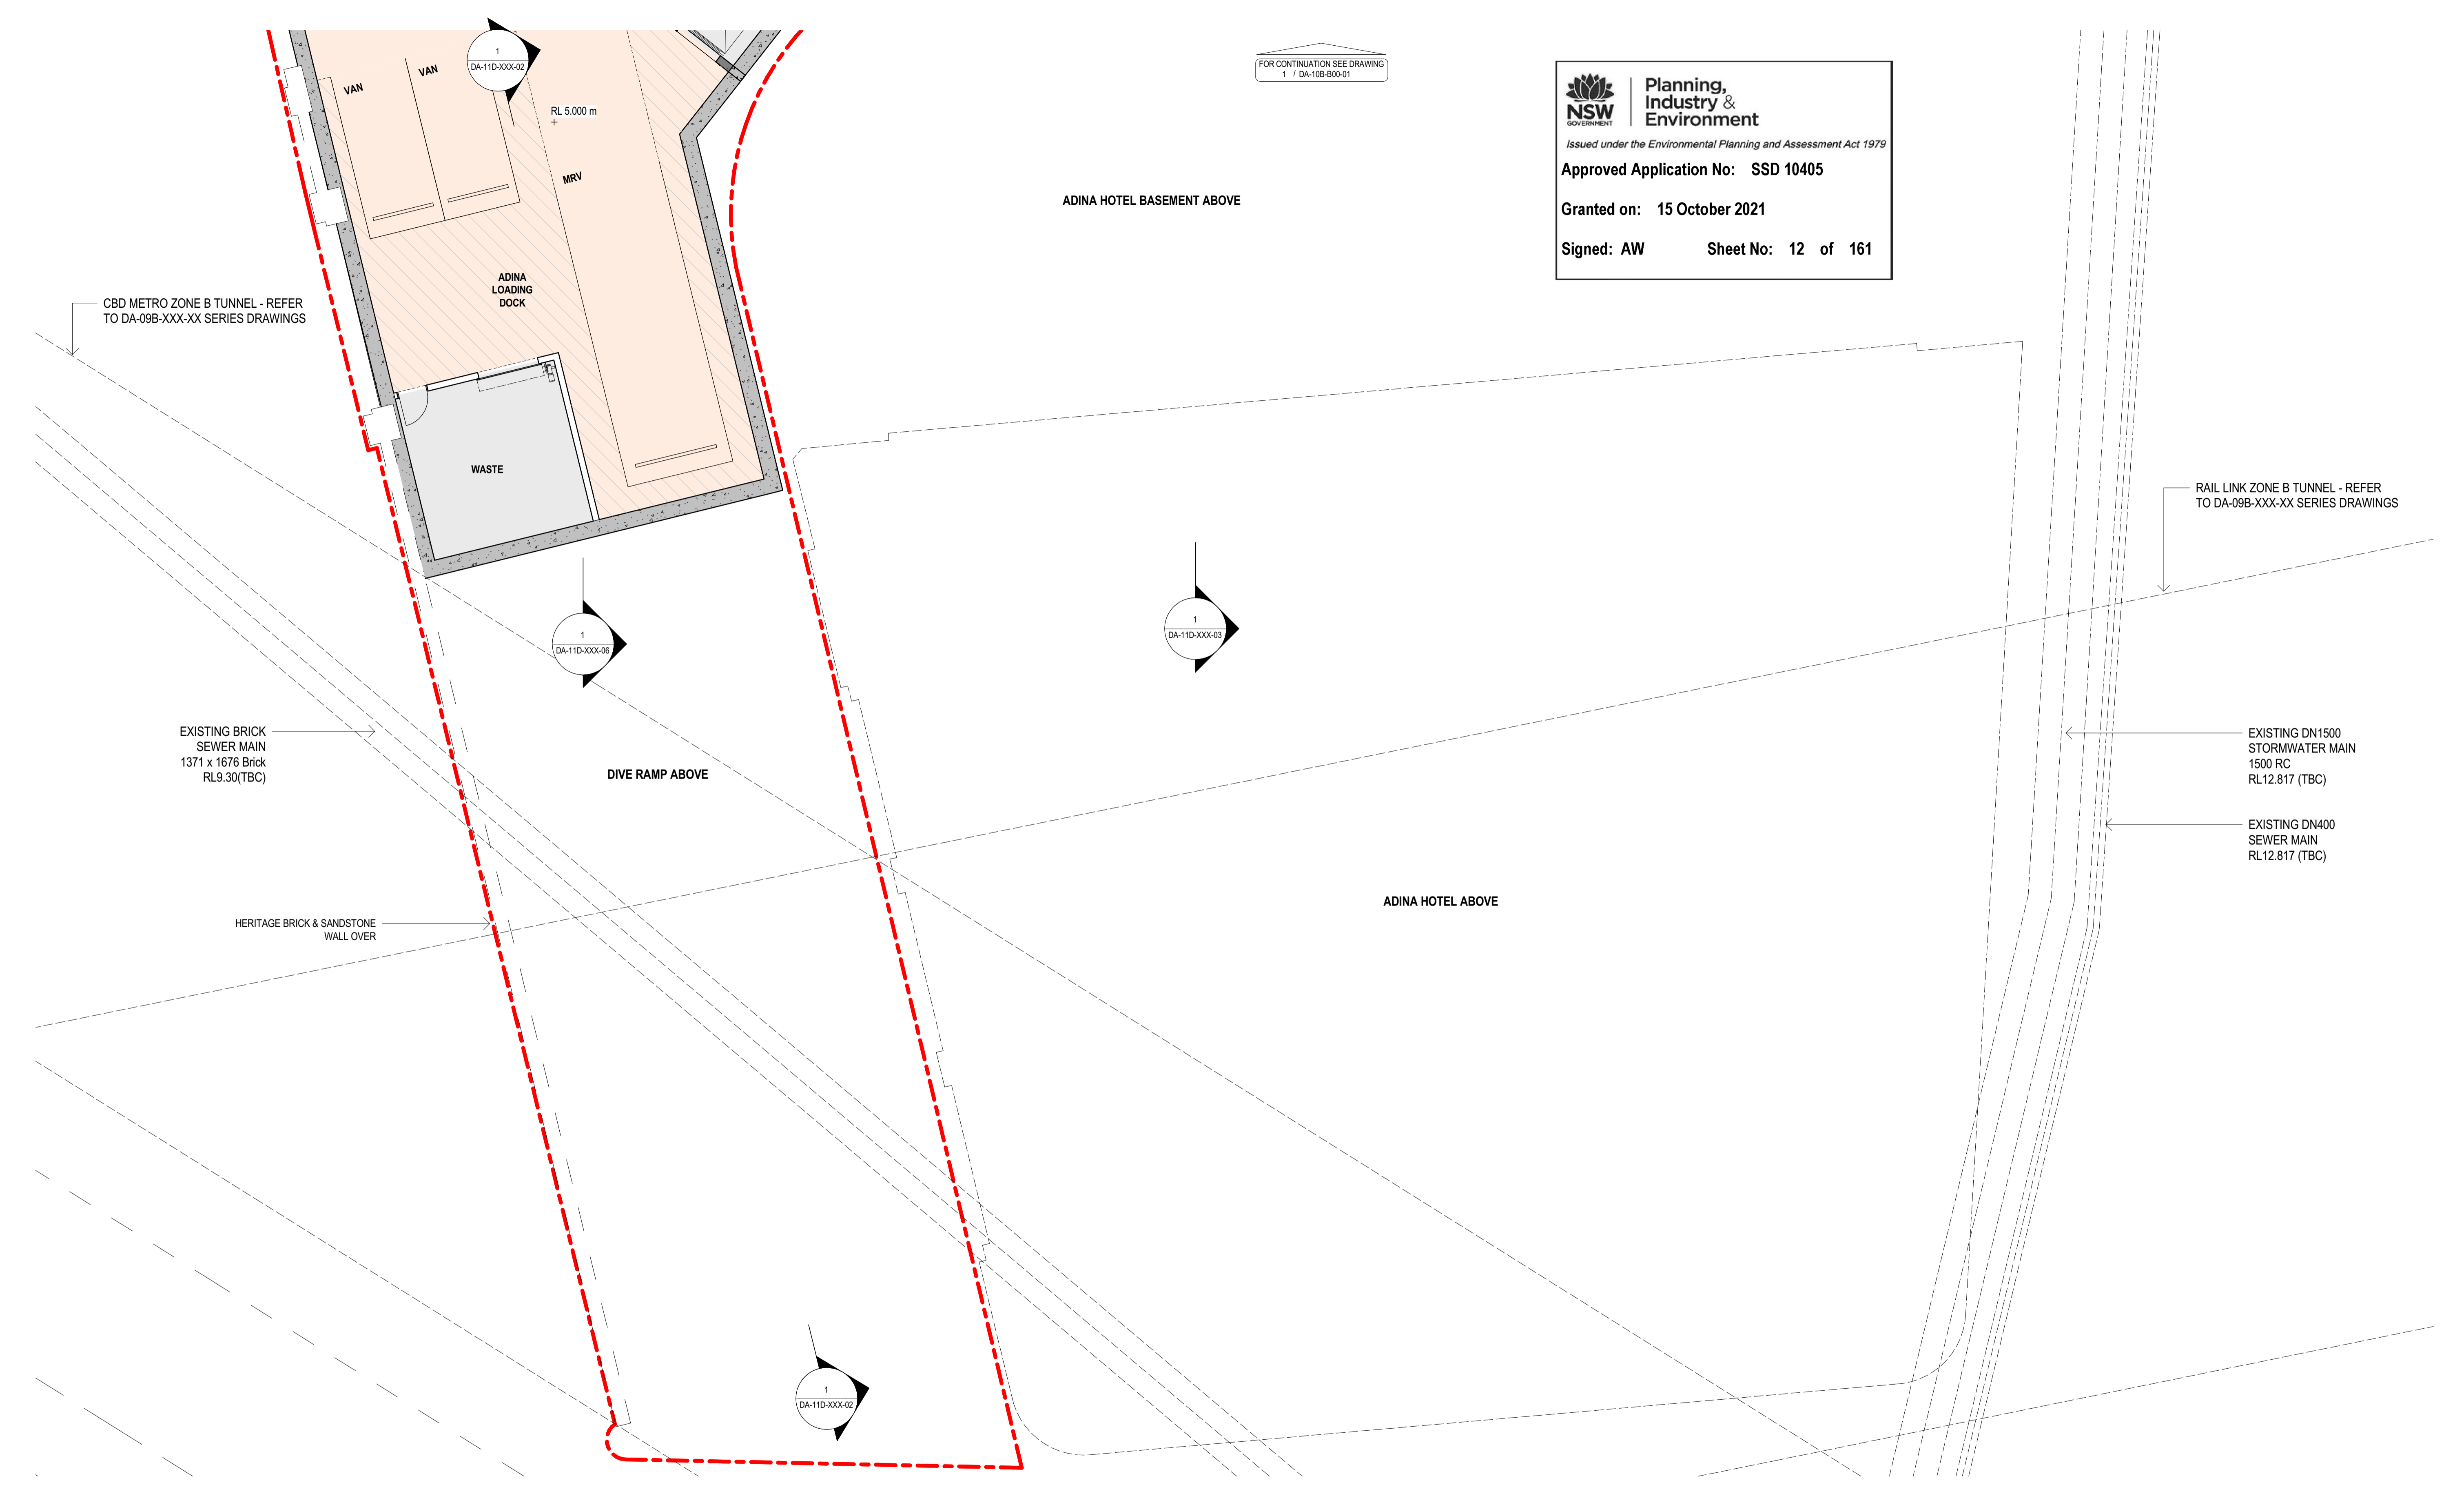 1
DA-11D-XXX-02
VAN
VAN
RL 5.000 m
MRV
FOR CONTINUATION SEE DRAWING
1 / DA-10B-B00-01
NSW
GOVERNMENT
Planning,
Industry &
Environment
Issued under the Environmental Planning and Assessment Act 1979
Approved Application No: SSD 10405
Granted on: 15 October 2021
Signed: AW Sheet No: 12 of 161
ADINA HOTEL BASEMENT ABOVE
ADINA
LOADING
DOCK
CBD METRO ZONE B TUNNEL - REFER
TO DA-09B-XXX-XX SERIES DRAWINGS
WASTE
RAIL LINK ZONE B TUNNEL - REFER
TO DA-09B-XXX-XX SERIES DRAWINGS
1
DA-11D-XXX-06
1
DA-11D-XXX-03
EXISTING BRICK
SEWER MAIN
1371 x 1676 Brick
RL9.30(TBC)
DIVE RAMP ABOVE
EXISTING DN1500
STORMWATER MAIN
1500 RC
RL12.817 (TBC)
EXISTING DN400
SEWER MAIN
RL12.817 (TBC)
HERITAGE BRICK & SANDSTONE
WALL OVER
ADINA HOTEL ABOVE
1
DA-11D-XXX-02